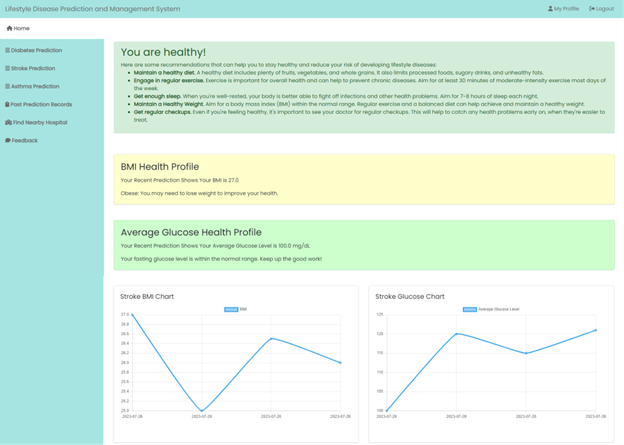 Lifestyle Disease Prediction and Management System
My Profile
Logout
Home
Diabetes Prediction
Stroke Prediction
Asthma Prediction
Past Prediction Records
Find Nearby Hospital
Feedback
You are healthy!
Here are some recommendations that can help you to stay healthy and reduce your risk of developing lifestyle diseases:
Maintain a healthy diet. A healthy diet includes plenty of fruits, vegetables, and whole grains. It also limits processed foods, sugary drinks, and unhealthy fats.
Engage in regular exercise. Exercise is important for overall health and can help to prevent chronic diseases. Aim for at least 30 minutes of moderate-intensity exercise most days of
the week.
Get enough sleep. When you're well-rested, your body is better able to fight off infections and other health problems. Aim for 7-8 hours of sleep each night.
Maintain a Healthy Weight. Aim for a body mass index (BMI) within the normal range. Regular exercise and a balanced diet can help achieve and maintain a healthy weight.
Get regular checkups. Even if you're feeling healthy, it's important to see your doctor for regular checkups. This will help to catch any health problems early on, when they're easier to
treat.
BMI Health Profile
Your Recent Prediction Shows Your BMI is 27.0
Obese: You may need to lose weight to improve your health.
Average Glucose Health Profile
Your Recent Prediction Shows Your Average Glucose Level is 100.0 mg/dL
Your fasting glucose level is within the normal range. Keep up the good work!
Stroke BMI Chart
BMI
27.0
26.8
26.6
26.4
26.2
26.0
25.8
25.6
25.4
25.2
25.0
2023-07-26
2023-07-26
2023-07-26
2023-07-26
Stroke Glucose Chart
Average Glucose Level
125
120
115
110
105
100
2023-07-26
2023-07-26
2023-07-26
2023-07-26